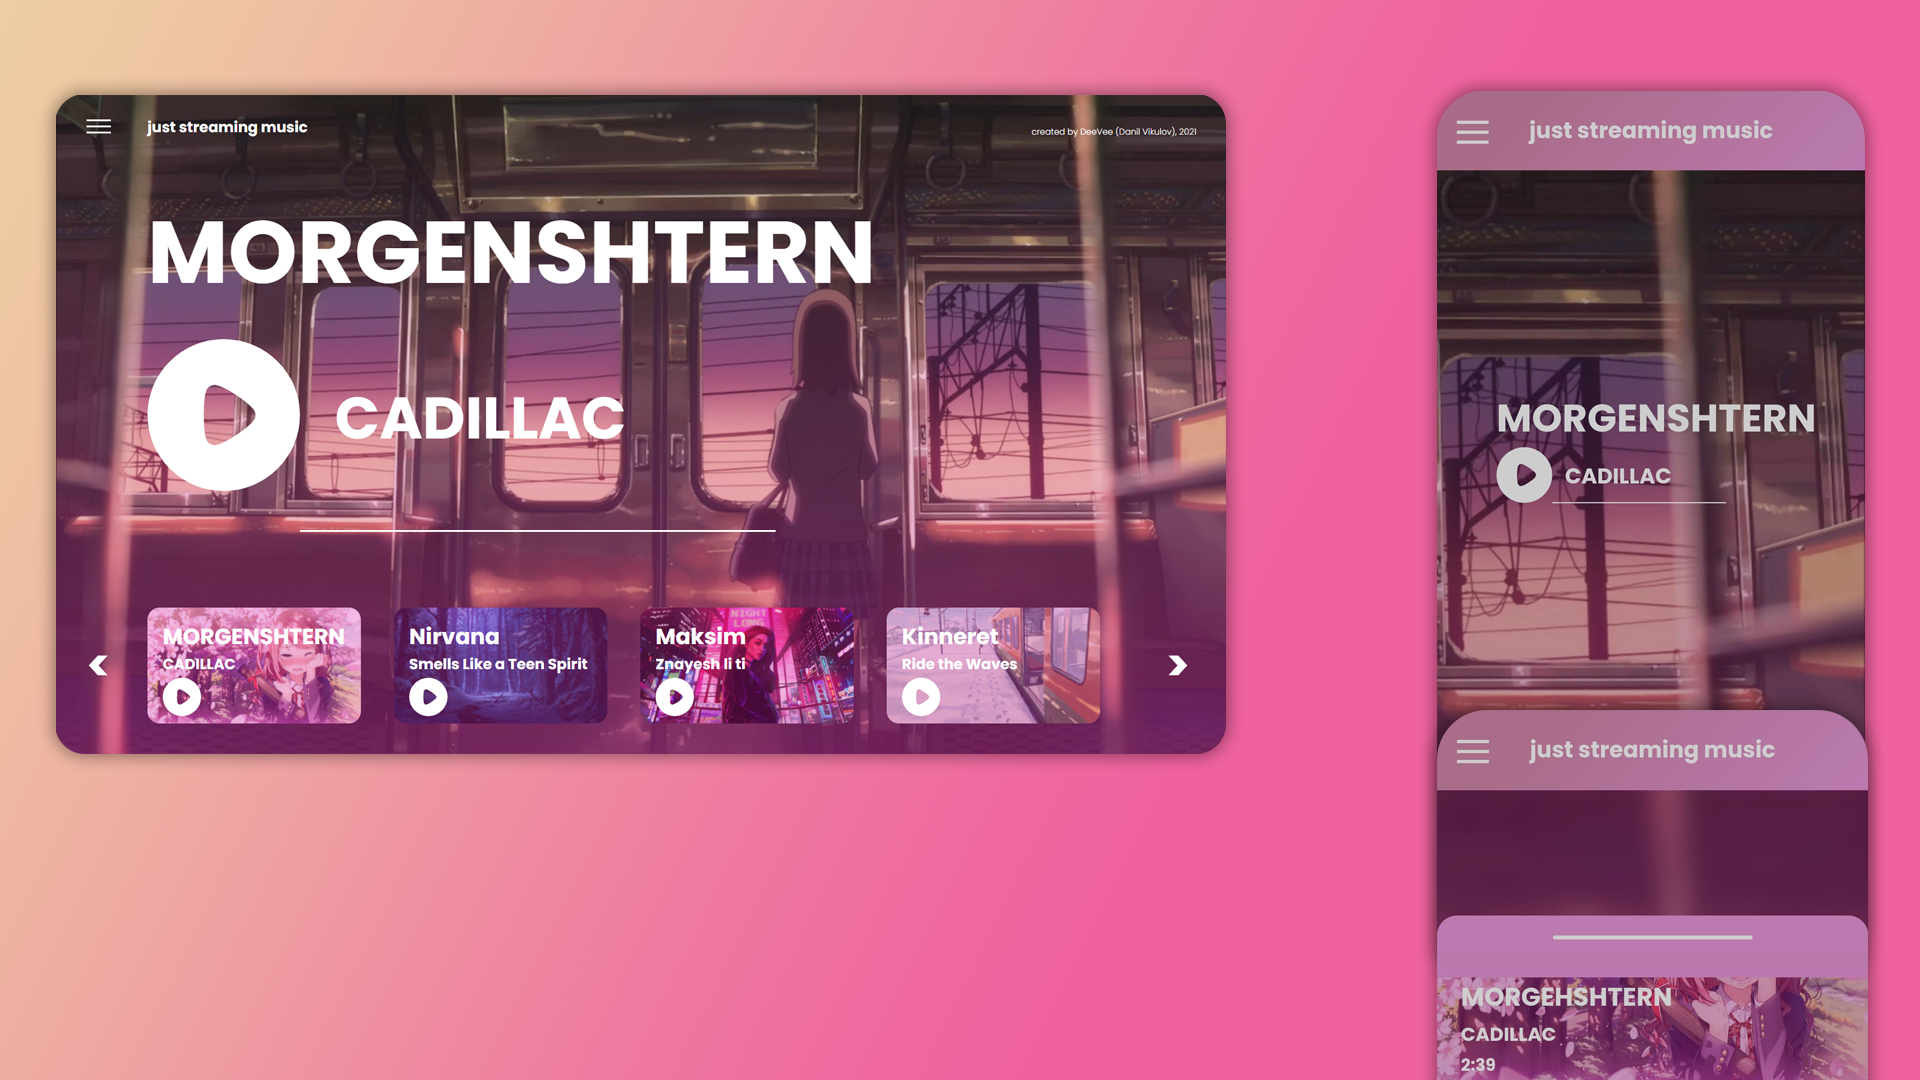 just streaming music
created by DeeVee (Danil Vikulov), 2021
MORGENSHTERN
CADILLAC
MORGENSHTERN
CADILLAC
Nirvana
Smells Like a Teen Spirit
NIGHT
LONG
Maksim
Znayesh li ti
Kinneret
Ride the Waves
just streaming music
MORGENSHTERN
CADILLAC
just streaming music
MORGEHSHTERN
CADILLAC
2:39